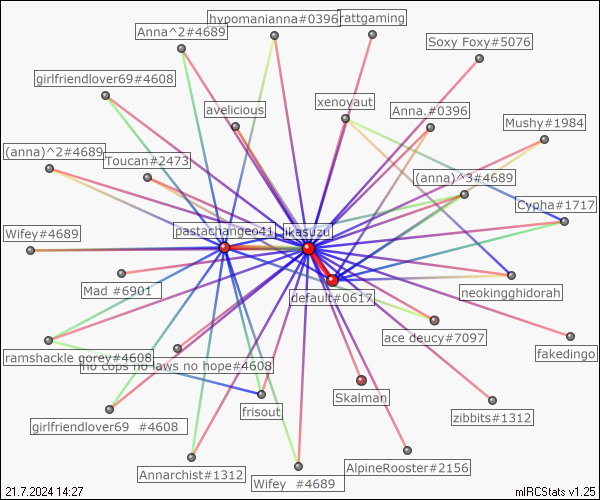 hypomanianna#0396
rattgaming
Anna^2#4689
Soxy Foxy#5076
girlfriendlover69#4608
xenoyaut
avelicious
Anna.#0396
Mushy#1984
(anna)^2#4689
Toucan#2473
(anna)^3#4689
Cypha#1717
Wifey#4689
pastachangeo41
ikasuzu
Mad #6901
default#0617
neokingghidorah
ace deucy#7097
ramshackle gorey#4608
no cops no laws no hope#4608
fakedingo
Skalman
frisout
zibbits#1312
girlfriendlover69 #4608
Annarchist#1312
Wifey #4689
AlpineRooster#2156
21.7.2024 14:27
mIRCStats v1.25